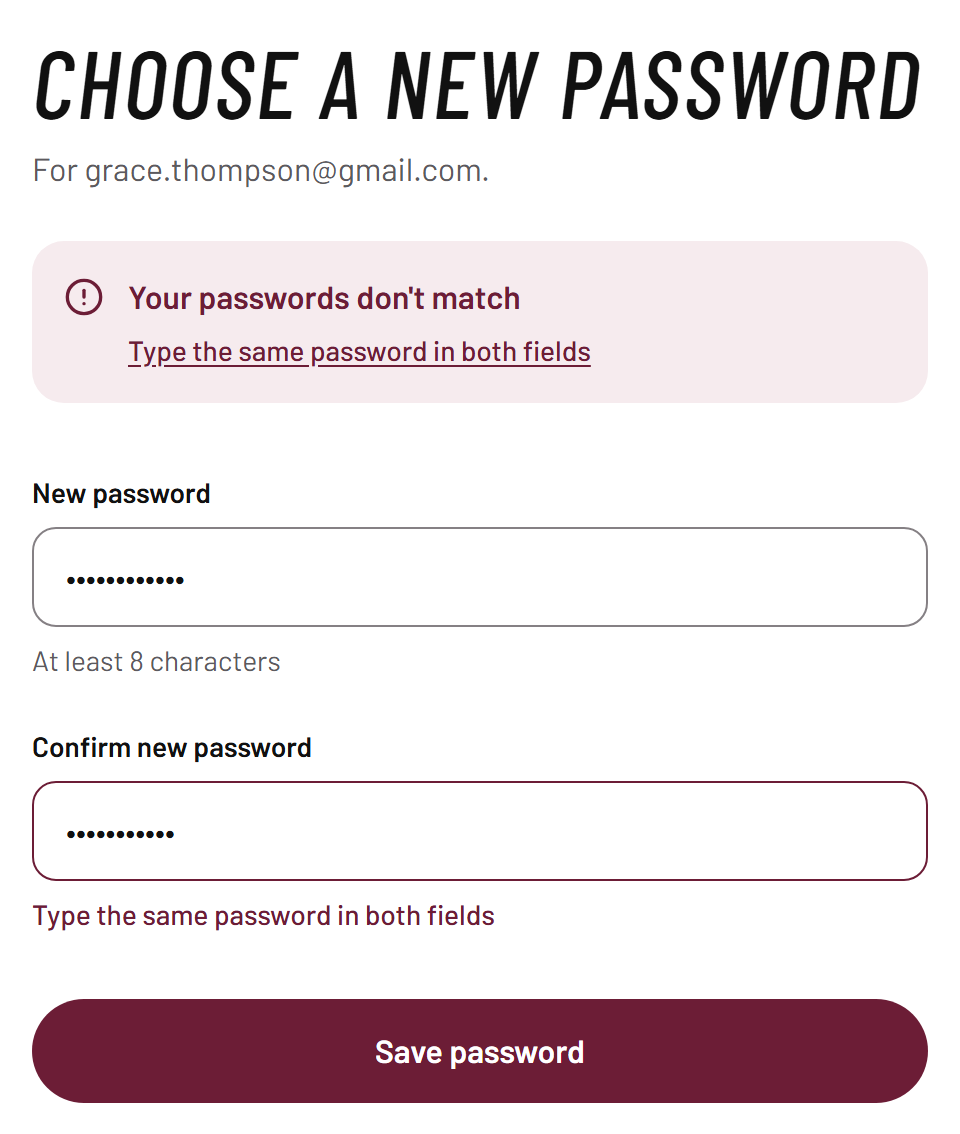 CHOOSE A NEW PASSWORD
For grace.thompson@gmail.com.
Your passwords don't match
Type the same password in both fields
New password
••••••••••••
At least 8 characters
Confirm new password
•••••••••••
Type the same password in both fields
Save password